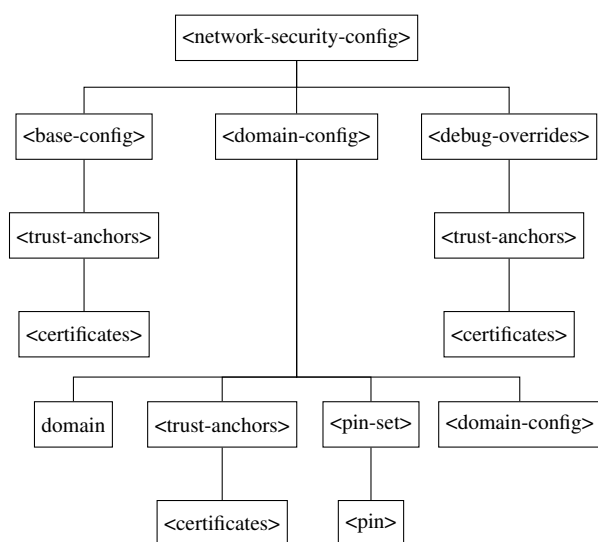 <network-security-config>
<base-config>
<domain-config>
<debug-overrides>
<trust-anchors>
<trust-anchors>
<certificates>
<certificates>
domain
<trust-anchors>
<pin-set>
<domain-config>
<certificates>
<pin>